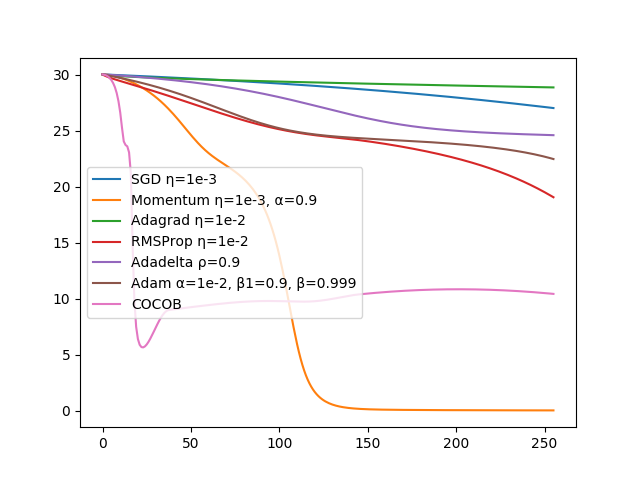 30
25
20
15
10
5
0
SGD η=1e-3
Momentum η=1e-3, α=0.9
Adagrad η=1e-2
RMSProp η=1e-2
Adadelta ρ=0.9
Adam α=1e-2, β1=0.9, β=0.999
COCOB
0 50 100 150 200 250